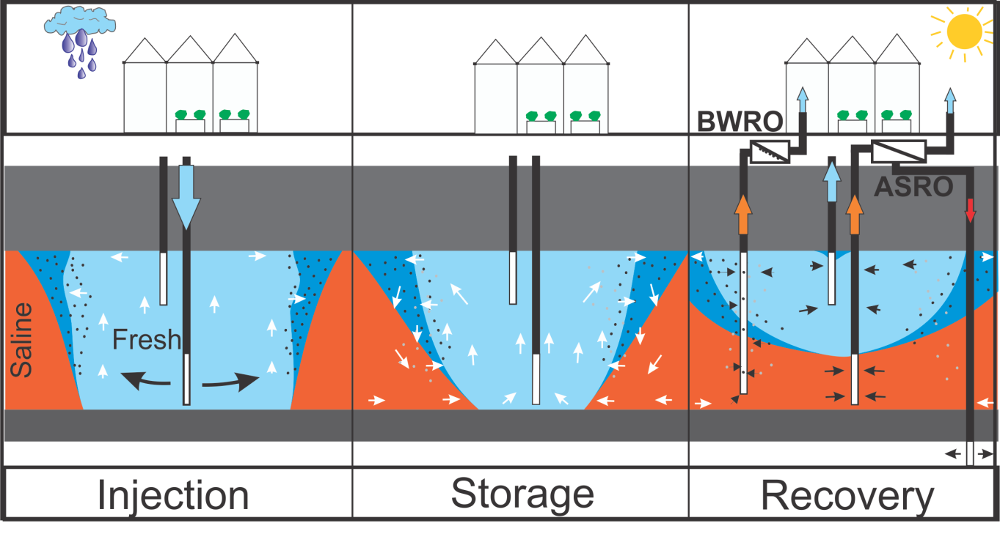 BWRO
ASRO
Saline
Fresh
Injection
Storage
Recovery